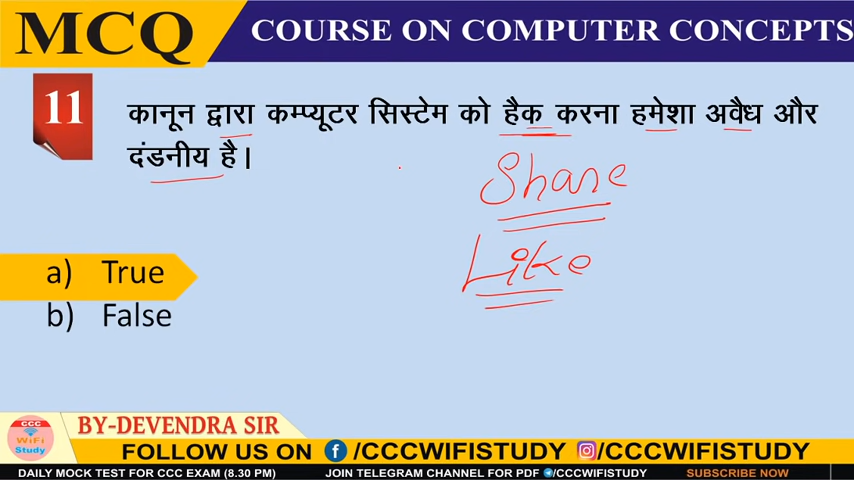 MCQ
COURSE ON COMPUTER CONCEPTS
11
कानून द्वारा कम्प्यूटर सिस्टेम को हैक करना हमेशा अवैध और
दंडनीय है।
Share
Like
a) True
b) False
CCC
WiFi
Study
BY-DEVENDRA SIR
FOLLOW US ON f/CCCWIFISTUDY /CCCWIFISTUDY
DAILY MOCK TEST FOR CCC EXAM (8.30 PM) JOIN TELEGRAM CHANNEL FOR PDF /CCCWIFISTUDY SUBSCRIBE NOW